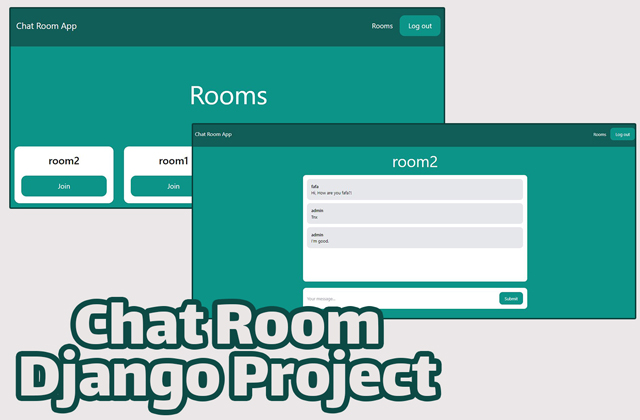 Chat Room App
Rooms
Log out
Rooms
room2
room1
Join
Join
Chat Room App
Rooms
Log out
room2
fafa
Hi, How are you fafa?!
admin
admin
I'm good.
Your message...
Submit
Chat Room
Django Project